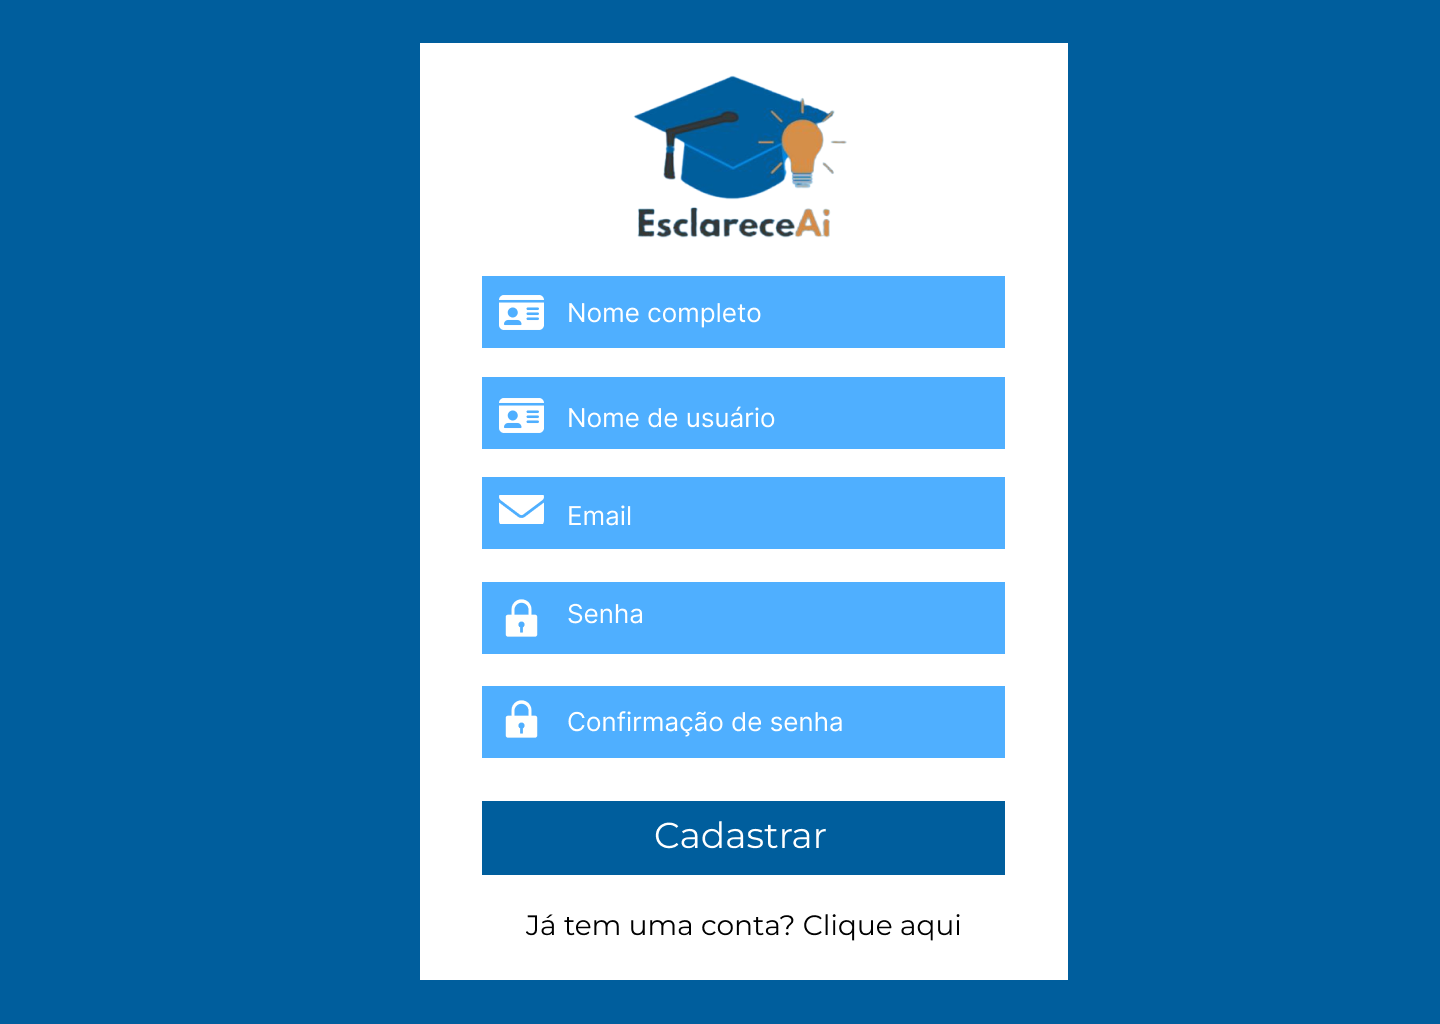 EsclareceAi
Nome completo
Nome de usuário
Email
Senha
Confirmação de senha
Cadastrar
Já tem uma conta? Clique aqui